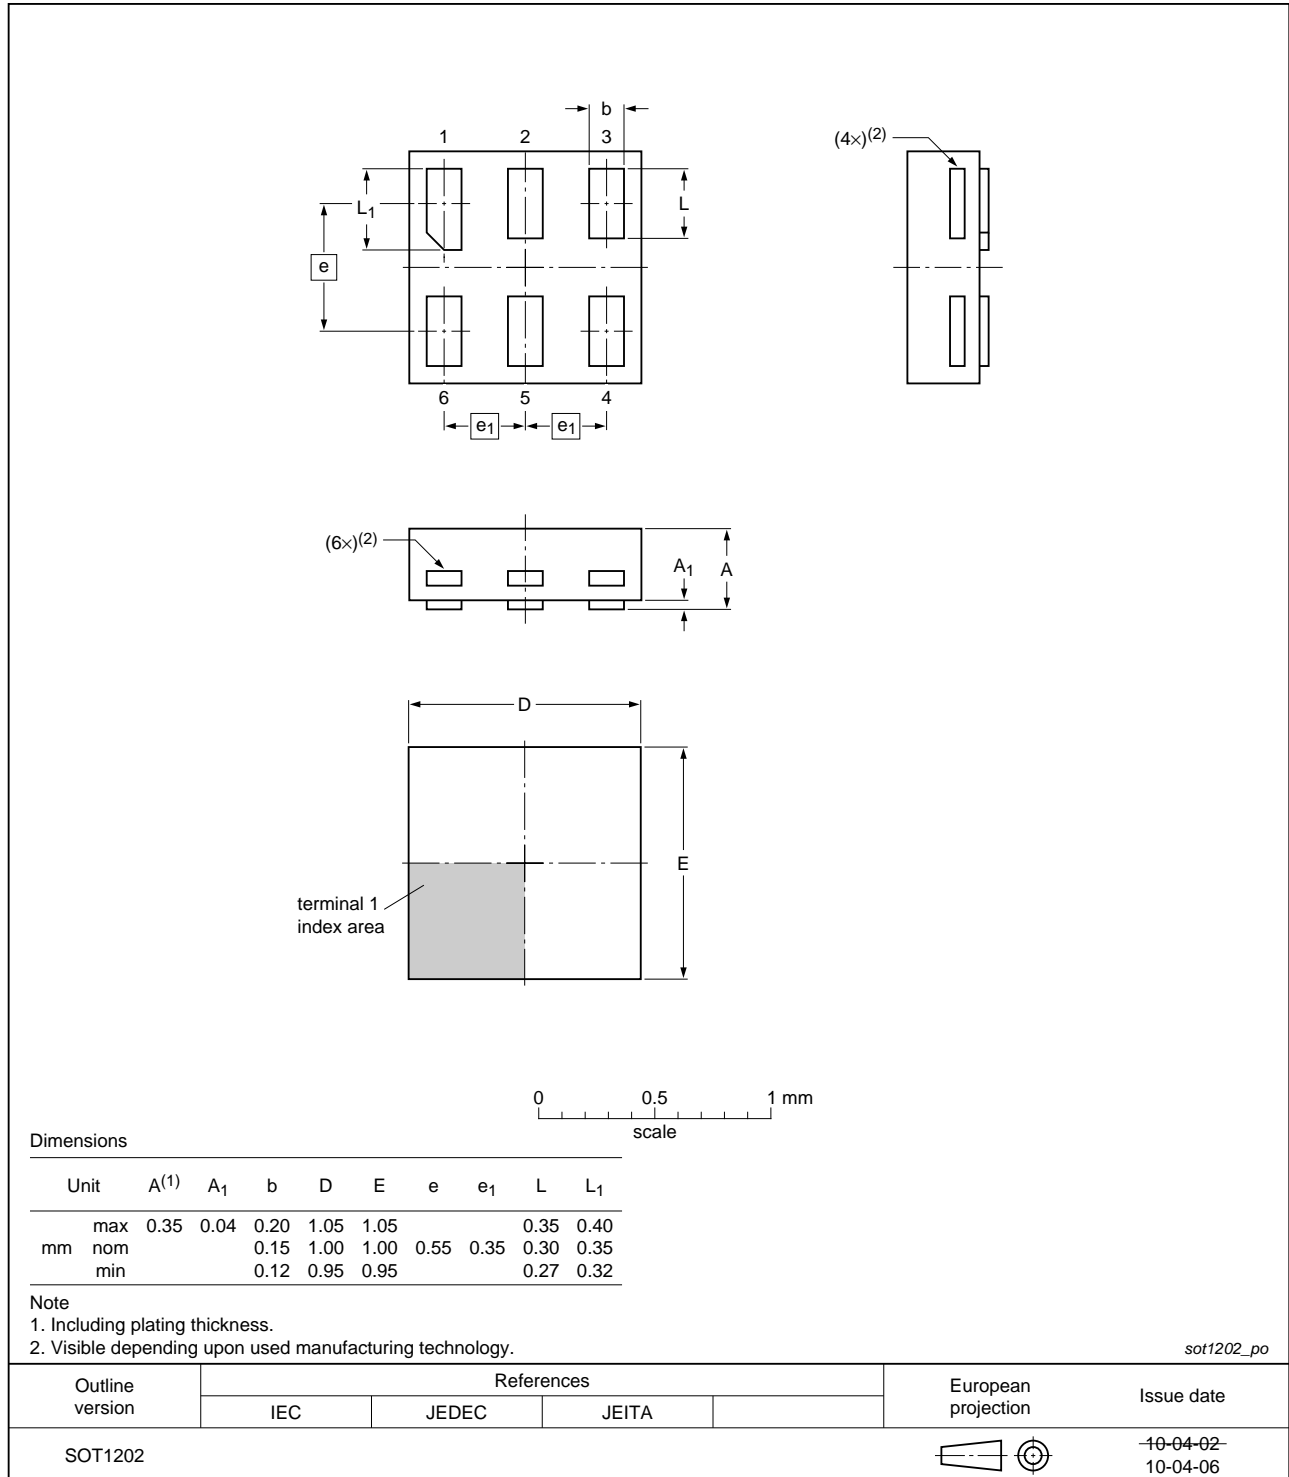 b
1 2 3
(4×)(2)
L1
L
e
6 5 4
e1 e1
(6×)(2)
A1 A
D
E
terminal 1
index area
0 0.5 1 mm
scale
Dimensions
Unit A(1) A1 b D E e e1 L L1
max 0.35 0.04 0.20 1.05 1.05 0.35 0.40
mm nom 0.15 1.00 1.00 0.55 0.35 0.30 0.35
min 0.12 0.95 0.95 0.27 0.32
Note
1. Including plating thickness.
2. Visible depending upon used manufacturing technology.
sot1202_po
Outline
version
References
IEC JEDEC JEITA
European
projection
Issue date
SOT1202
10-04-02
10-04-06